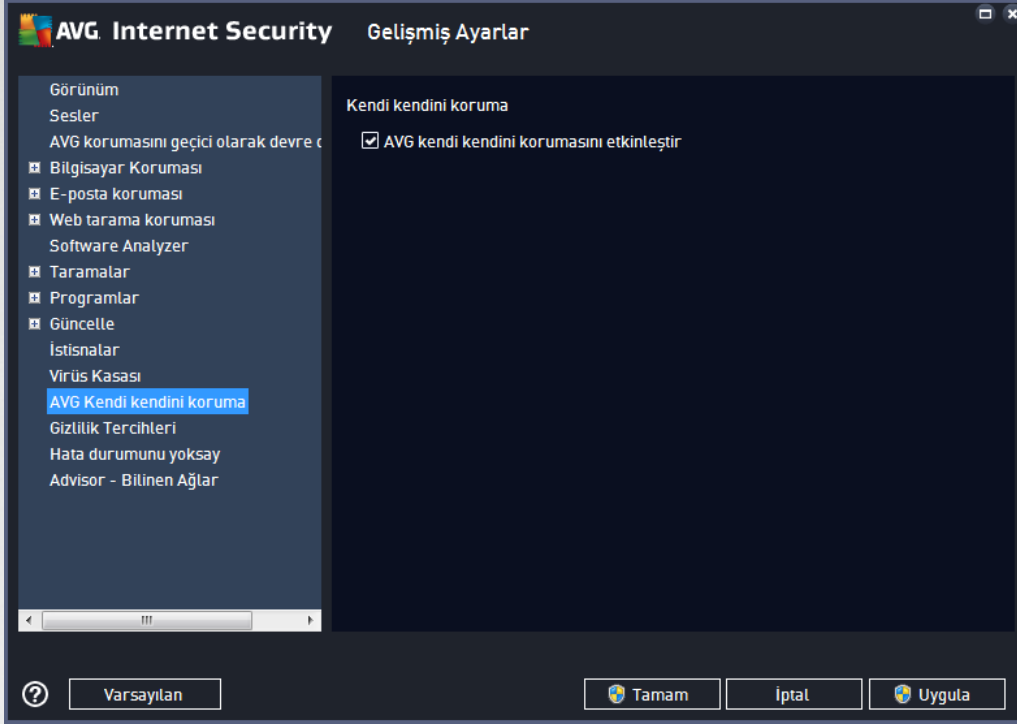 AVG. Internet Security Gelişmiş Ayarlar
Görünüm
Sesler
AVG korumasını geçici olarak devre
Bilgisayar Koruması
E-posta koruması
Web tarama koruması
Software Analyzer
Taramalar
Programlar
Güncelle
İstisnalar
Virüs Kasası
AVG Kendi kendini koruma
Gizlilik Tercihleri
Hata durumunu yoksay
Advisor - Bilinen Ağlar
Kendi kendini koruma
AVG kendi kendini korumasını etkinleştir
Varsayılan
Tamam
İptal
Uygula